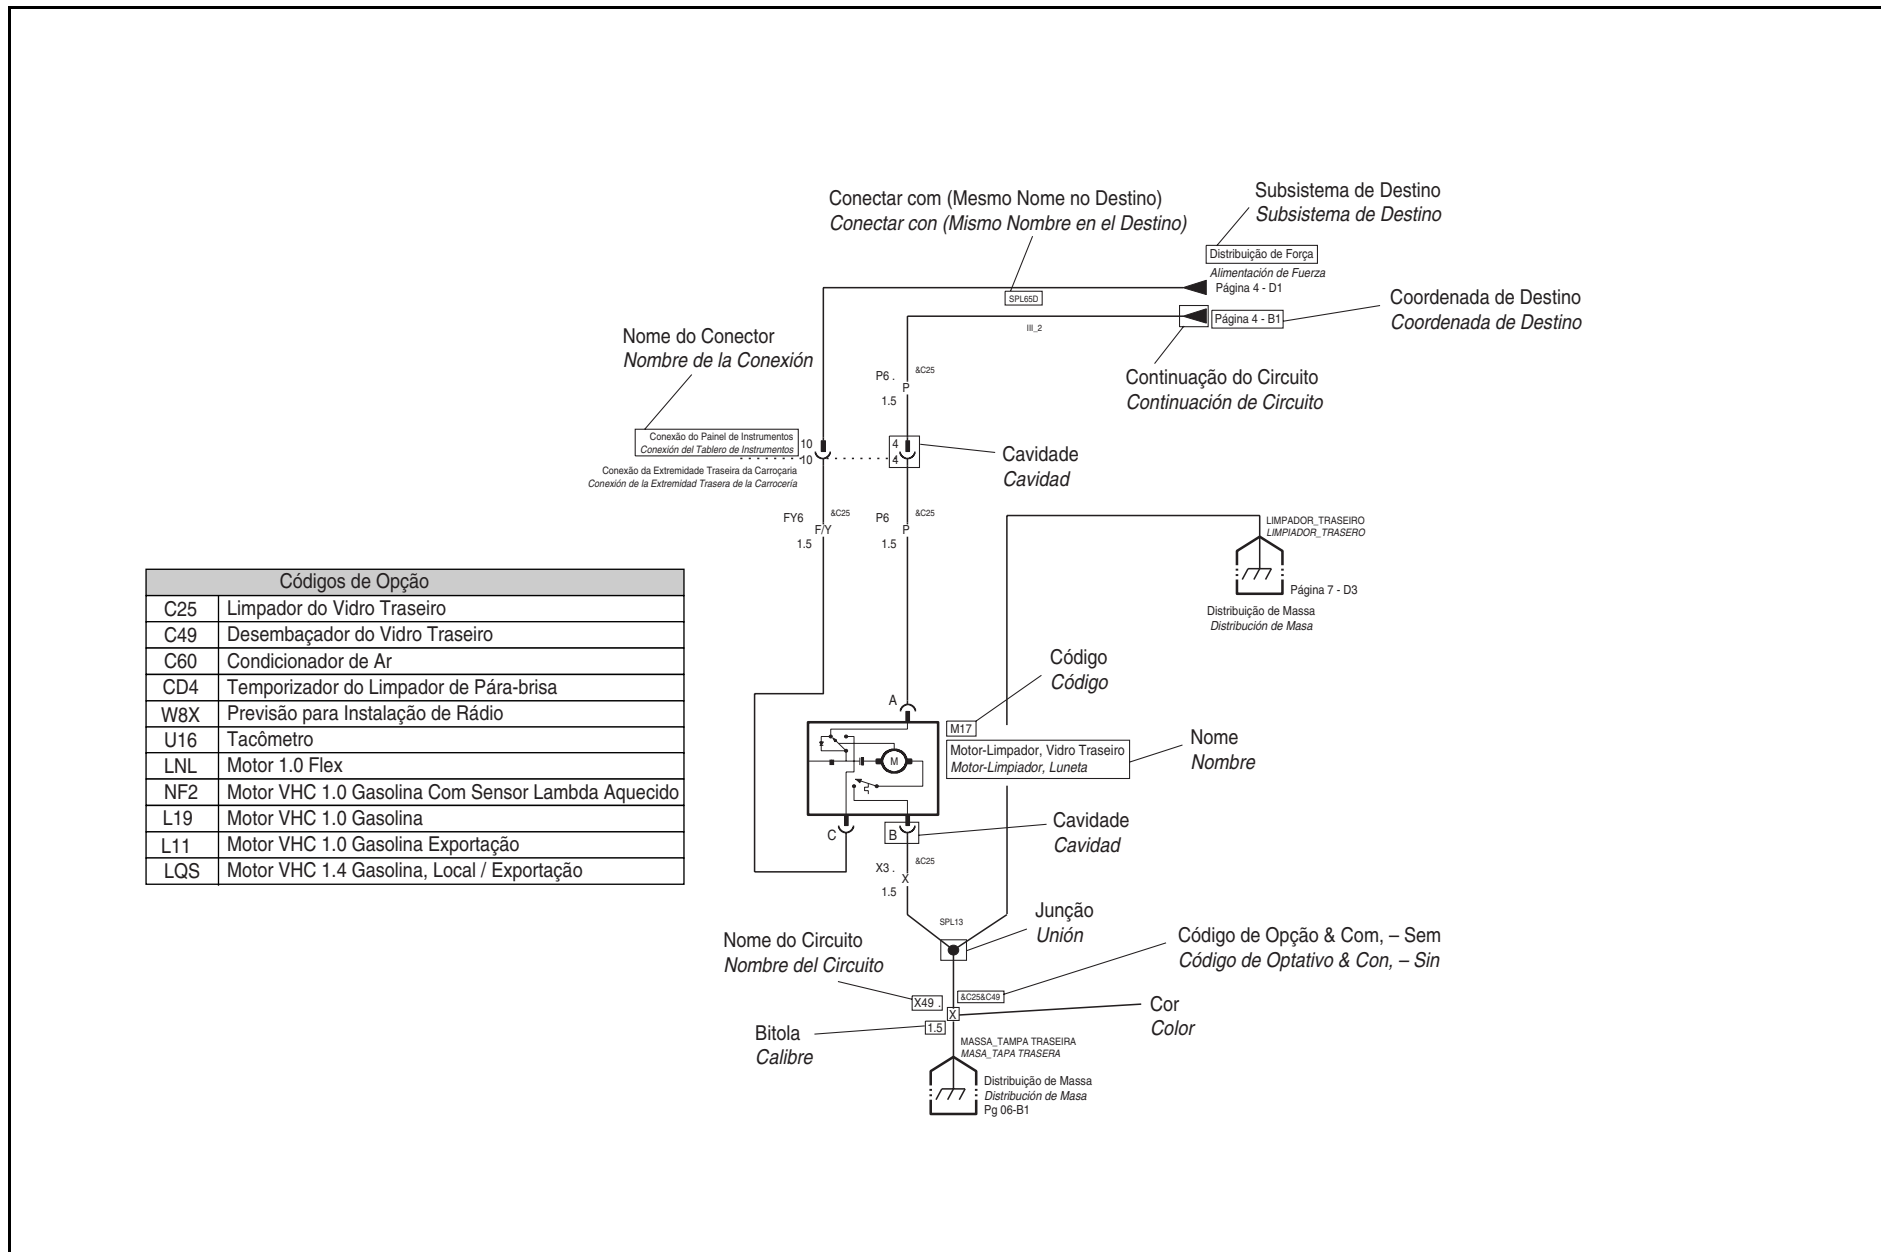 Conectar com (Mesmo Nome no Destino)
Conectar con (Mismo Nombre en el Destino)
Subsistema de Destino
Subsistema de Destino
Distribuição de Força
Alimentación de Fuerza
Página 4 - D1
SPL65D
Página 4 - B1
III_2
Coordenada de Destino
Coordenada de Destino
Nome do Conector
Nombre de la Conexión
Continuação do Circuito
Continuación de Circuito
P6 .
&C25
P
1.5
Conexão do Painel de Instrumentos
Conexión del Tablero de Instrumentos
10
10
4
4
Conexão da Extremidade Traseira da Carroçaria
Conexión de la Extremidad Trasera de la Carrocería
Cavidade
Cavidad
FY6
&C25
F/Y
1.5
P6
&C25
P
1.5
LIMPADOR_TRASEIRO
LIMPIADOR_TRASERO
Página 7 - D3
Distribuição de Massa
Distribución de Masa
Códigos de Opção
C25 Limpador do Vidro Traseiro
C49 Desembaçador do Vidro Traseiro
C60 Condicionador de Ar
CD4 Temporizador do Limpador de Pára-brisa
W8X Previsão para Instalação de Rádio
U16 Tacômetro
LNL Motor 1.0 Flex
NF2 Motor VHC 1.0 Gasolina Com Sensor Lambda Aquecido
L19 Motor VHC 1.0 Gasolina
L11 Motor VHC 1.0 Gasolina Exportação
LQS Motor VHC 1.4 Gasolina, Local / Exportação
Código
Código
A
M17
Motor-Limpador, Vidro Traseiro
Motor-Limpiador, Luneta
Nome
Nombre
M
C
B
Cavidade
Cavidad
X3 .
&C25
X
1.5
SPL13
Junção
Unión
Nome do Circuito
Nombre del Circuito
Código de Opção & Com, – Sem
Código de Optativo & Con, – Sin
X49 .
&C25&C49
X
1.5
Cor
Color
Bitola
Calibre
MASSA_TAMPA TRASEIRA
MASA_TAPA TRASERA
Distribuição de Massa
Distribución de Masa
Pg 06-B1